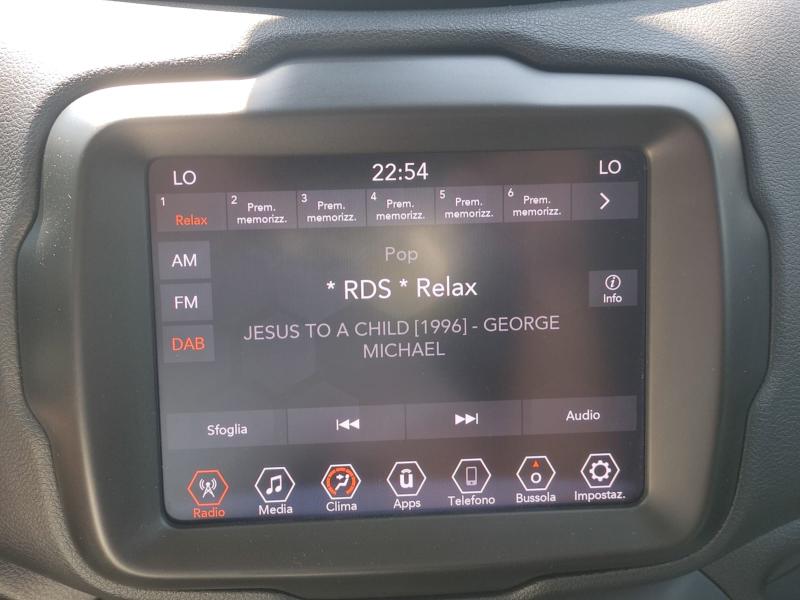 LO 22:54 LO
1 Relax
2 Prem. memorizz.
3 Prem. memorizz.
4 Prem. memorizz.
5 Prem. memorizz.
6 Prem. memorizz.
AM
FM
DAB
Pop
* RDS * Relax
JESUS TO A CHILD [1996] - GEORGE
MICHAEL
i
Info
Sfoglia
Audio
Radio
Media
Clima
ū Apps
Telefono
O Bussola
Impostaz.